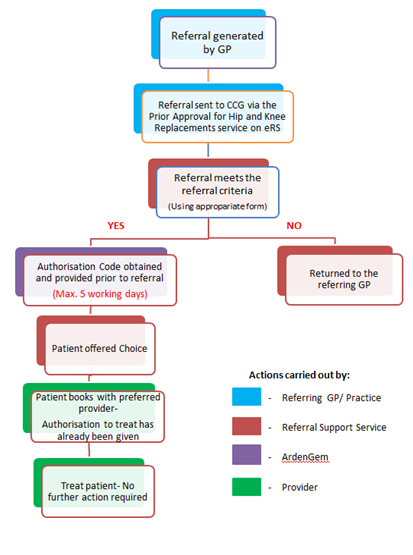 Referral generated
by GP
Referral sent to CCG via the
Prior Approval for Hip and Knee
Replacements service on eRS
Referral meets the
referral criteria
(Using appropariate form)
YES
NO
Authorisation Code obtained
and provided prior to referral
(Max. 5 working days)
Returned to the
referring GP
Patient offered Choice
Patient books with preferred
provider-
Authorisation to treat has
already been given
Treat patient- No
further action required
Actions carried out by:
- Referring GP/ Practice
- Referral Support Service
- ArdenGem
- Provider